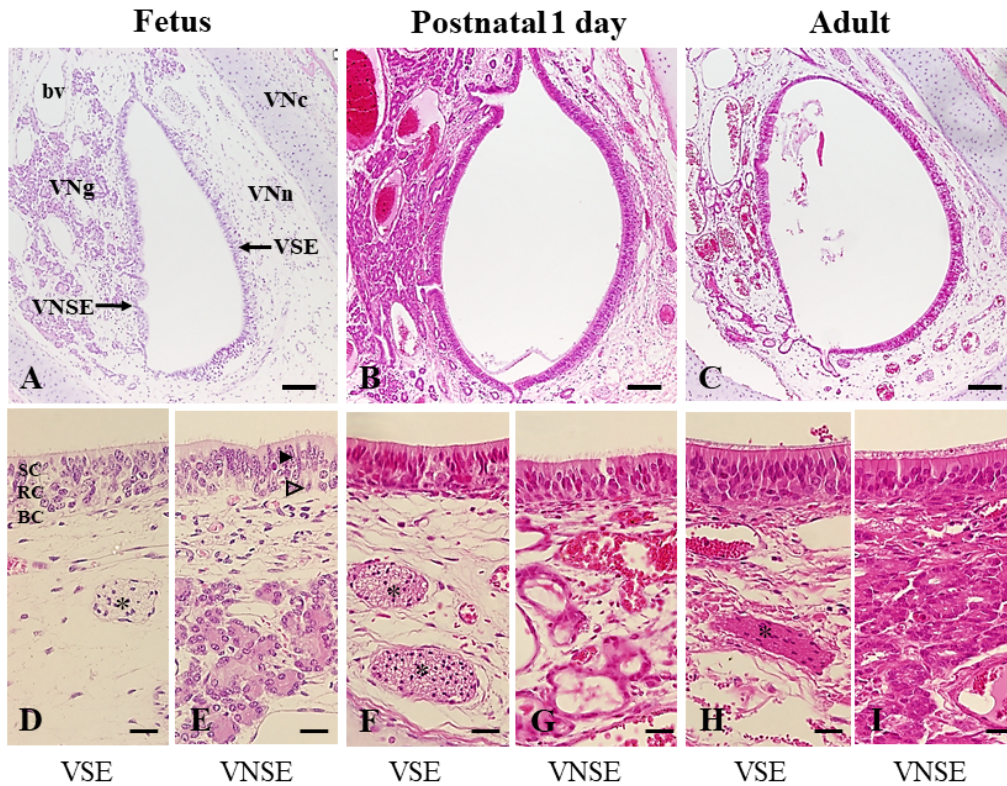 Fetus
Postnatal 1 day
Adult
bv
VNc
VNg
VNn
VSE
VNSE
A
B
C
SC
RC
BC
*
D
E
*
*
F
G
*
H
I
VSE
VNSE
VSE
VNSE
VSE
VNSE